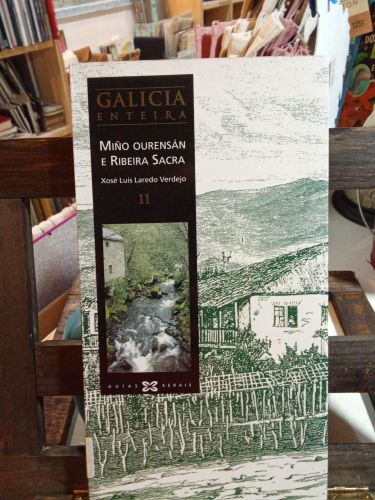 GALICIA
ENTEIRA
MIÑO OURENSÁN
E RIBEIRA SACRA
Xosé Luís Laredo Verdejo
11
GUÍAS XERAIS